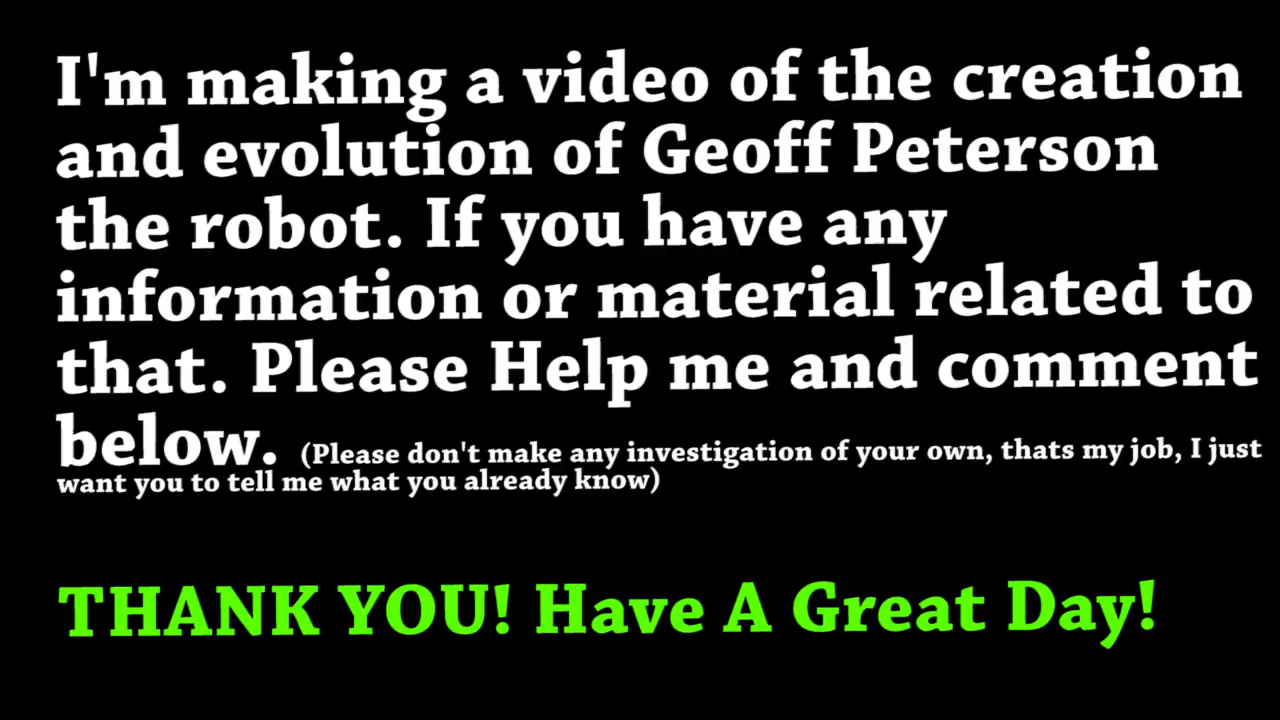 I'm making a video of the creation
and evolution of Geoff Peterson
the robot. If you have any
information or material related to
that. Please Help me and comment
below. (Please don't make any investigation of your own, thats my job, I just
want you to tell me what you already know)
THANK YOU! Have A Great Day!